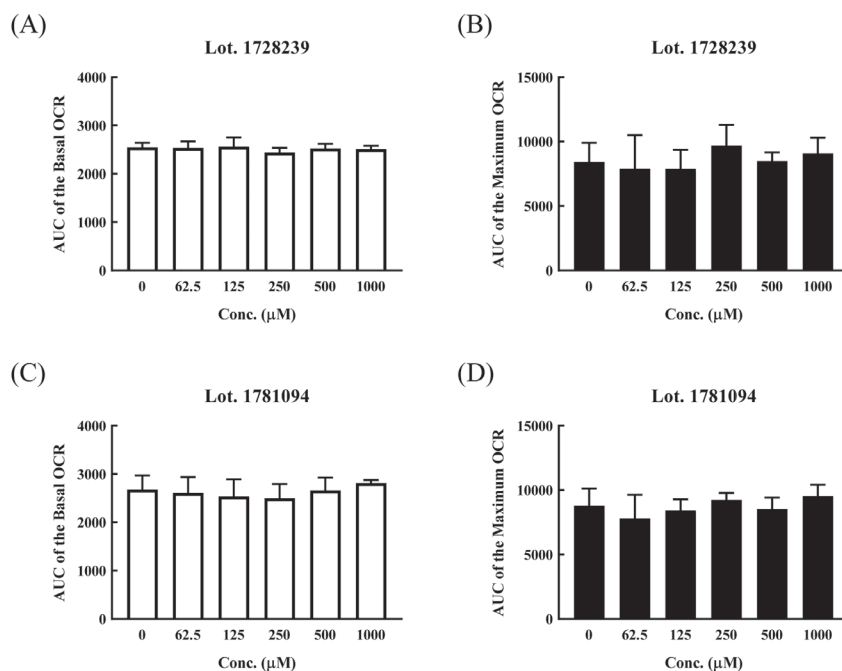 (A)
Lot. 1728239
AUC of the Basal OCR
4000
3000
2000
1000
0
0 62.5 125 250 500 1000
Conc. (μM)
(B)
Lot. 1728239
AUC of the Maximum OCR
15000
10000
5000
0
0 62.5 125 250 500 1000
Conc. (μM)
(C)
Lot. 1781094
AUC of the Basal OCR
4000
3000
2000
1000
0
0 62.5 125 250 500 1000
Conc. (μM)
(D)
Lot. 1781094
AUC of the Maximum OCR
15000
10000
5000
0
0 62.5 125 250 500 1000
Conc. (μM)